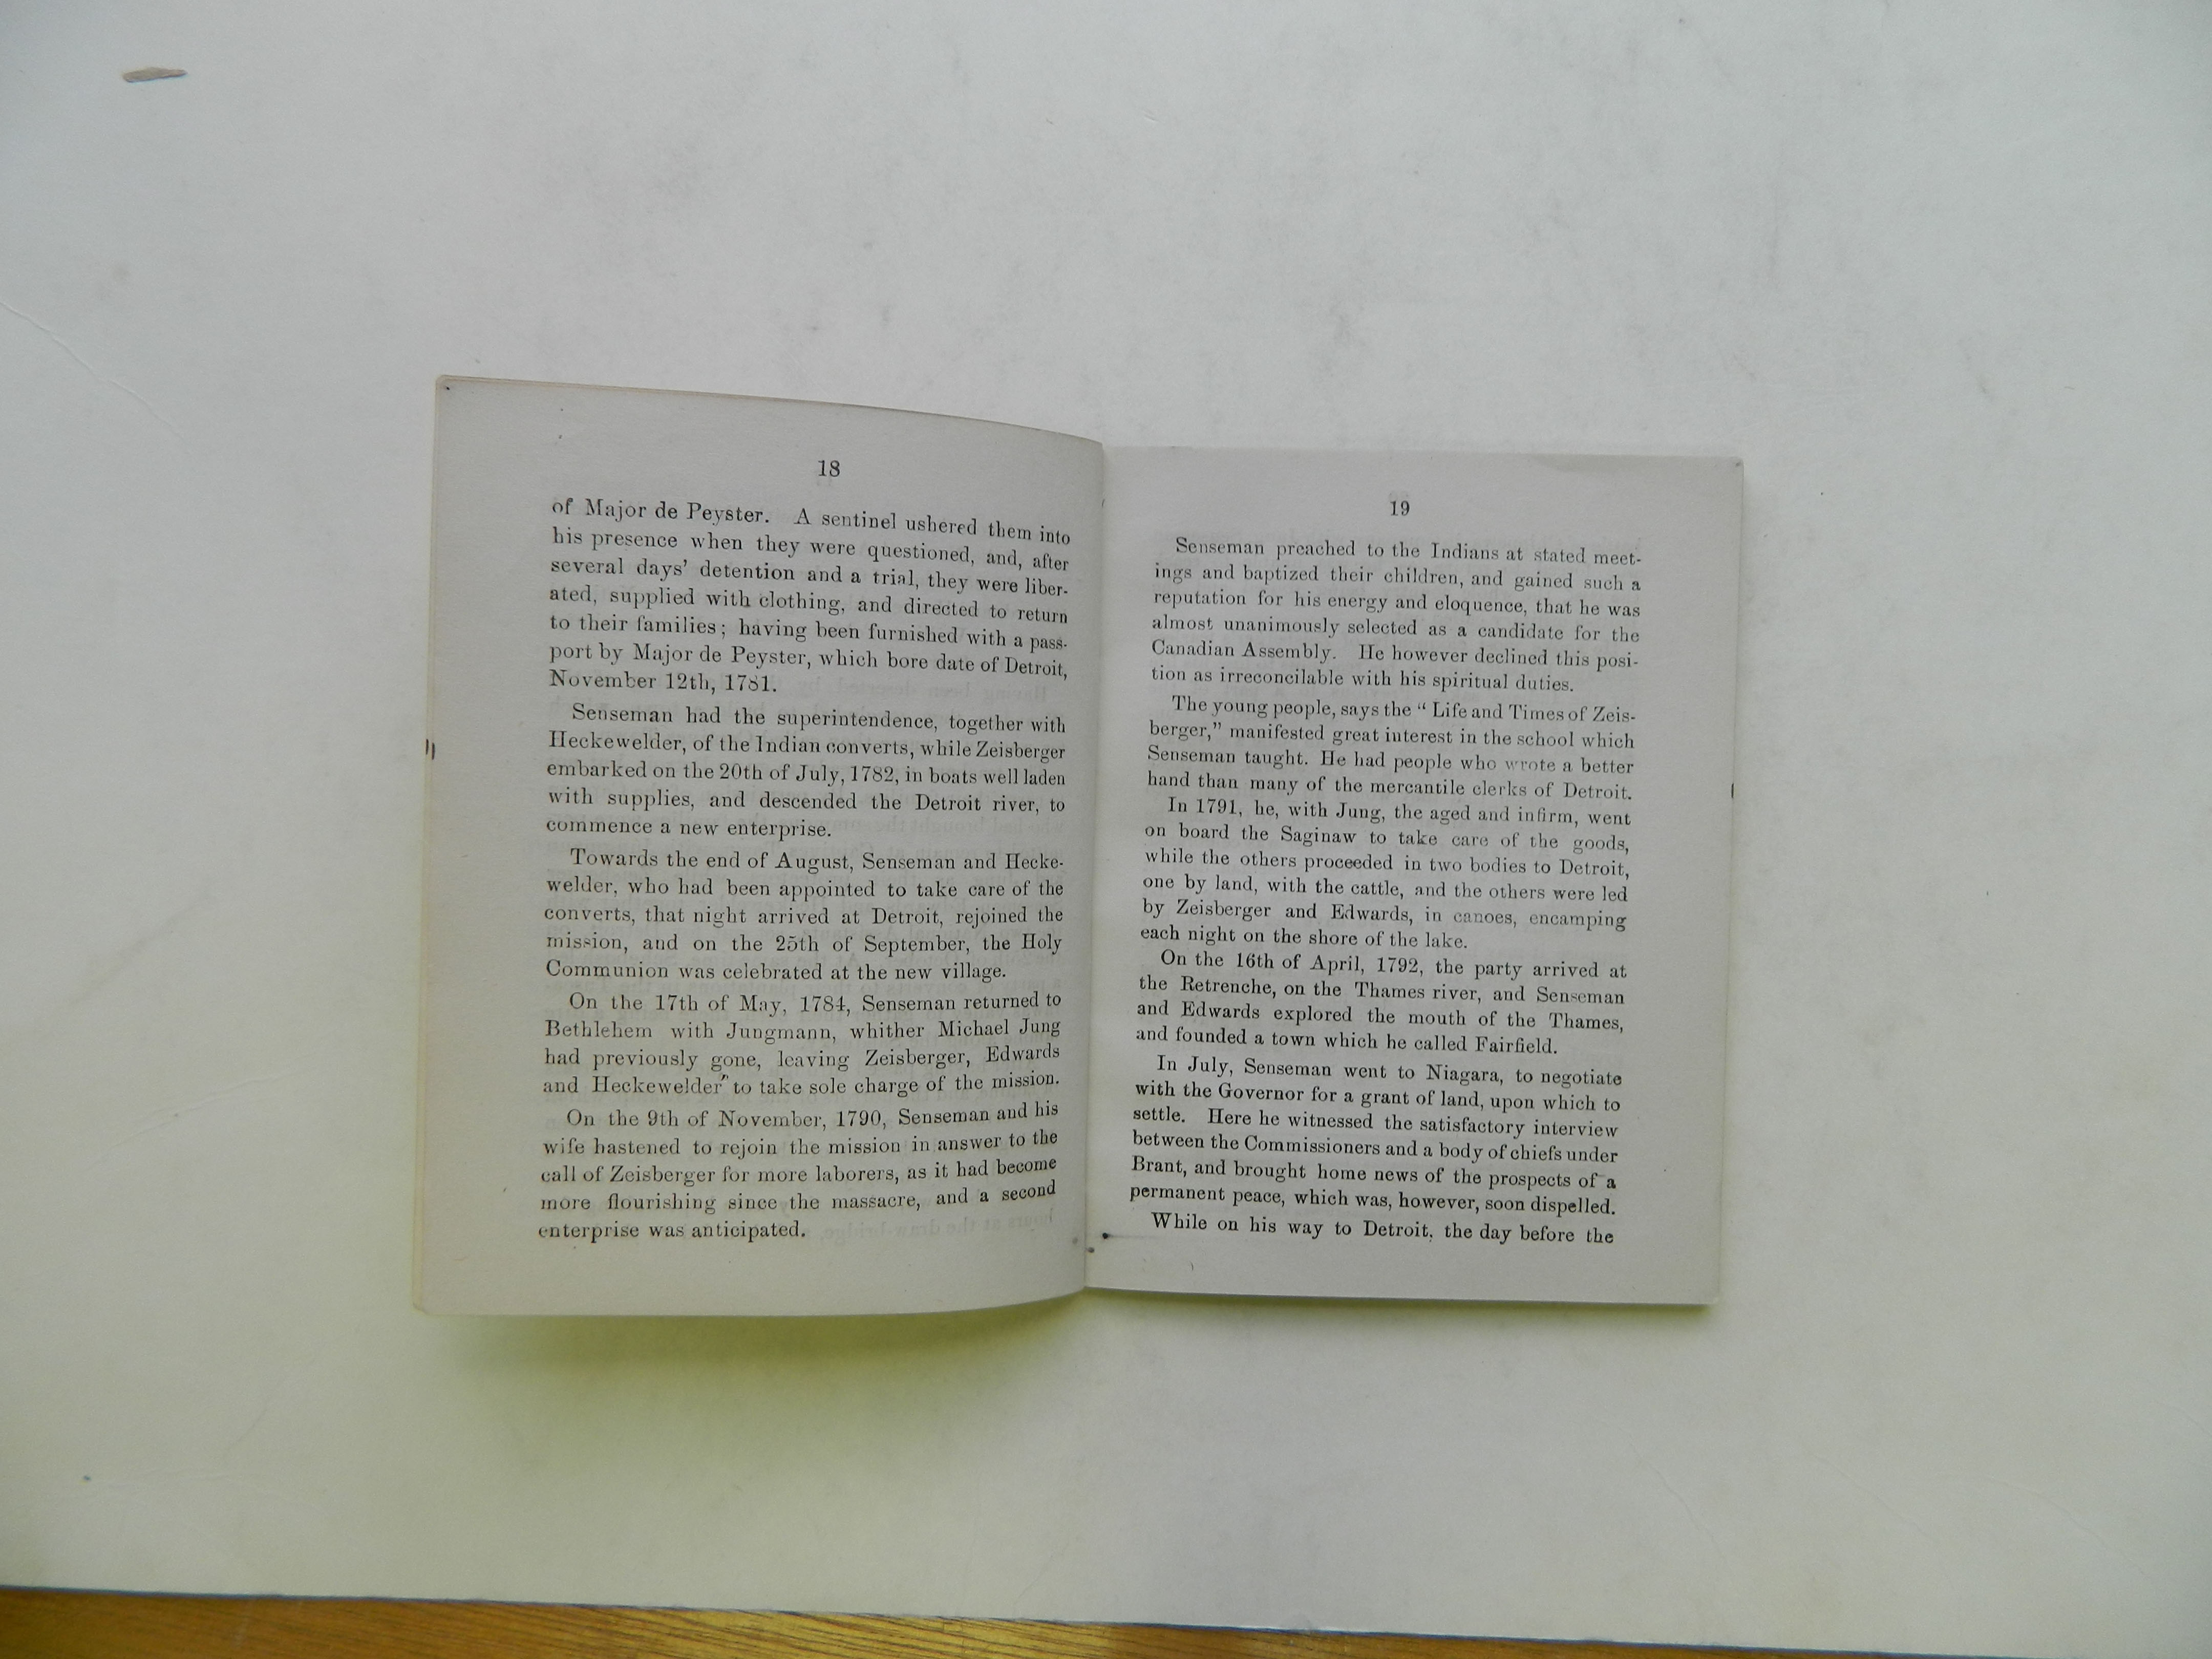 18
of Major de Peyster. A sentinel ushered them into
his presence when they were questioned, and, after
several days' detention and a trial, they were liber-
ated, supplied with clothing, and directed to return
to their families; having been furnished with a pass-
port by Major de Peyster, which bore date of Detroit,
November 12th, 1781.
Senseman had the superintendence, together with
Heckewelder, of the Indian converts, while Zeisberger
embarked on the 20th of July, 1782, in boats well laden
with supplies, and descended the Detroit river, to
commence a new enterprise.
Towards the end of August, Senseman and Hecke-
welder, who had been appointed to take care of the
converts, that night arrived at Detroit, rejoined the
mission, and on the 25th of September, the Holy
Communion was celebrated at the new village.
On the 17th of May, 1784, Senseman returned to
Bethlehem with Jungmann, whither Michael Jung
had previously gone, leaving Zeisberger, Edwards
and Heckewelder to take sole charge of the mission.
On the 9th of November, 1790, Senseman and his
wife hastened to rejoin the mission in answer to the
call of Zeisberger for more laborers, as it had become
more flourishing since the massacre, and a second
enterprise was anticipated.
19
Senseman preached to the Indians at stated meet-
ings and baptized their children, and gained such a
reputation for his energy and eloquence, that he was
almost unanimously selected as a candidate for the
Canadian Assembly. He however declined this posi-
tion as irreconcilable with his spiritual duties.
The young people, says the "Life and Times of Zeis-
berger," manifested great interest in the school which
Senseman taught. He had people who wrote a better
hand than many of the mercantile clerks of Detroit.
In 1791, he, with Jung, the aged and infirm, went
on board the Saginaw to take care of the goods,
while the others proceeded in two bodies to Detroit,
one by land, with the cattle, and the others were led
by Zeisberger and Edwards, in canoes, encamping
each night on the shore of the lake.
On the 16th of April, 1792, the party arrived at
the Retrenche, on the Thames river, and Senseman
and Edwards explored the mouth of the Thames,
and founded a town which he called Fairfield.
In July, Senseman went to Niagara, to negotiate
with the Governor for a grant of land, upon which to
settle. Here he witnessed the satisfactory interview
between the Commissioners and a body of chiefs under
Brant, and brought home news of the prospects of a
permanent peace, which was, however, soon dispelled.
While on his way to Detroit, the day before the